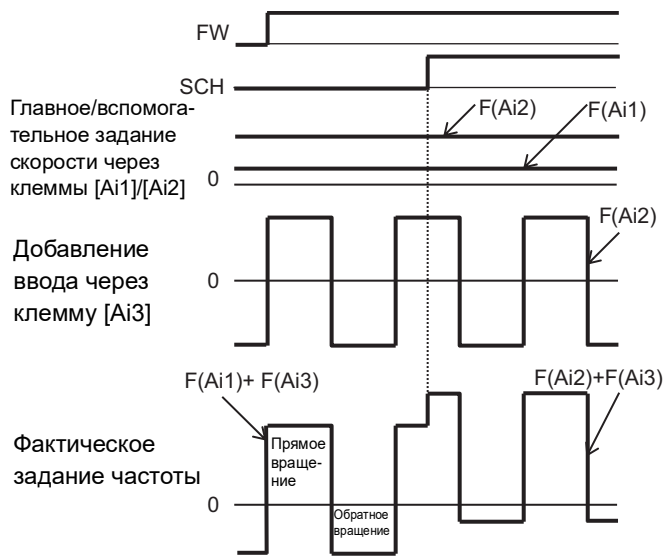 FW
SCH
Главное/вспомога-
тельное задание
скорости через
клеммы [Ai1]/[Ai2]
0
F(Ai2)
F(Ai1)
Добавление
ввода через
клемму [Ai3]
0
F(Ai2)
F(Ai1)+ F(Ai3)
F(Ai2)+F(Ai3)
Фактическое
задание частоты
0
Прямое
враще-
ние
Обратное
вращение